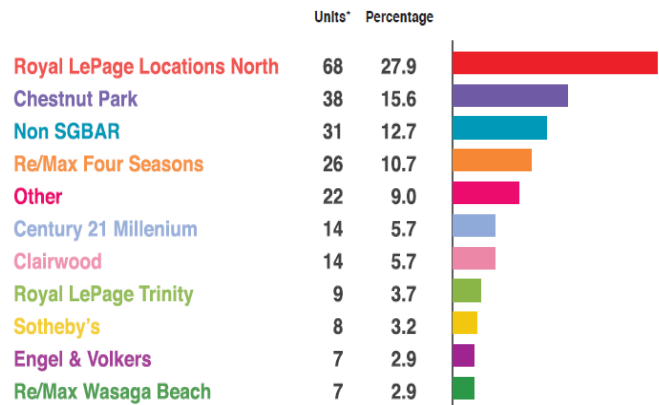 Units* Percentage
Royal LePage Locations North 68 27.9
Chestnut Park 38 15.6
Non SGBAR 31 12.7
Re/Max Four Seasons 26 10.7
Other 22 9.0
Century 21 Millenium 14 5.7
Clairwood 14 5.7
Royal LePage Trinity 9 3.7
Sotheby’s 8 3.2
Engel & Volkers 7 2.9
Re/Max Wasaga Beach 7 2.9